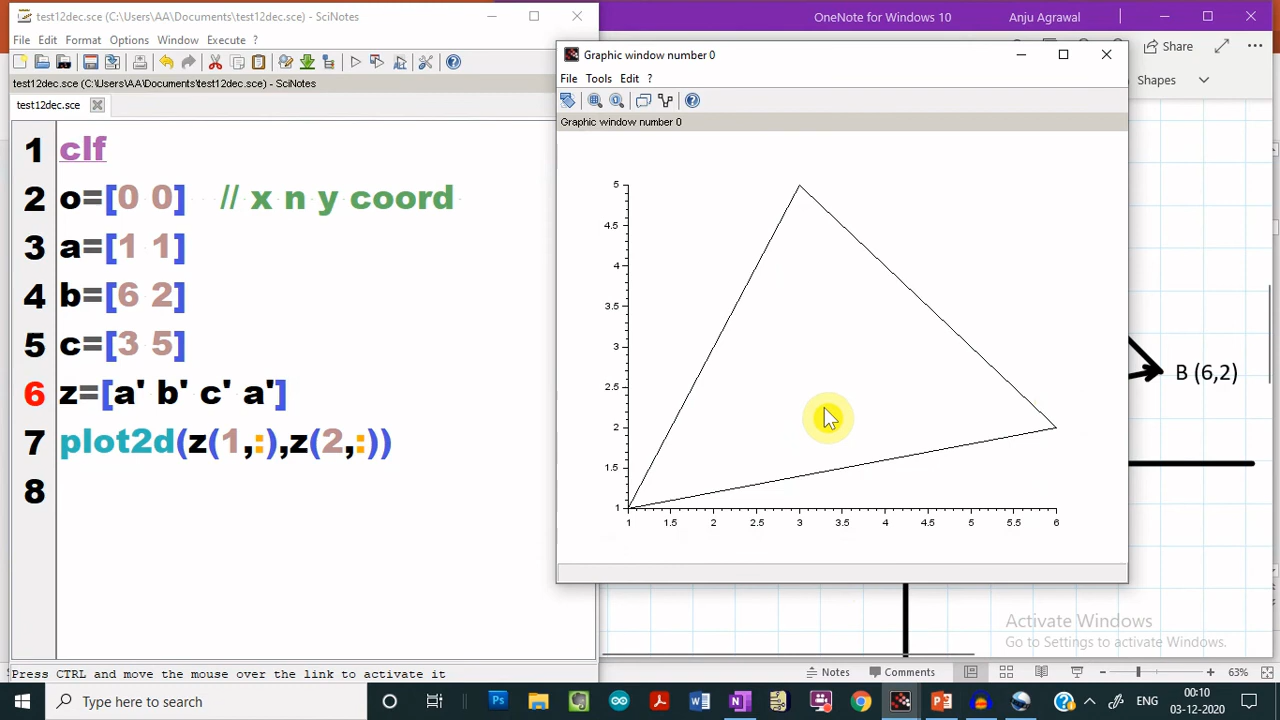 test12dec.sce (C:\Users\AA\Documents\test12dec.sce) - SciNotes
File Edit Format Options Window Execute ?
test12dec.sce (C:\Users\AA\Documents\test12dec.sce) - SciNotes
test12dec.sce
1 clf
2 o=[0 0] // x n y coord
3 a=[1 1]
4 b=[6 2]
5 c=[3 5]
6 z=[a' b' c' a']
7 plot2d(z(1,:),z(2,:))
8
Press CTRL and move the mouse over the link to activate it
OneNote for Windows 10 Anju Agrawal
Share
Shapes
Graphic window number 0
File Tools Edit ?
Graphic window number 0
5
4.5
4
3.5
3
2.5
2
1.5
1
1 1.5 2 2.5 3 3.5 4 4.5 5 5.5 6
B (6,2)
Activate Windows
Go to Settings to activate Windows.
Notes Comments 63%
Type here to search
ENG
00:10
03-12-2020